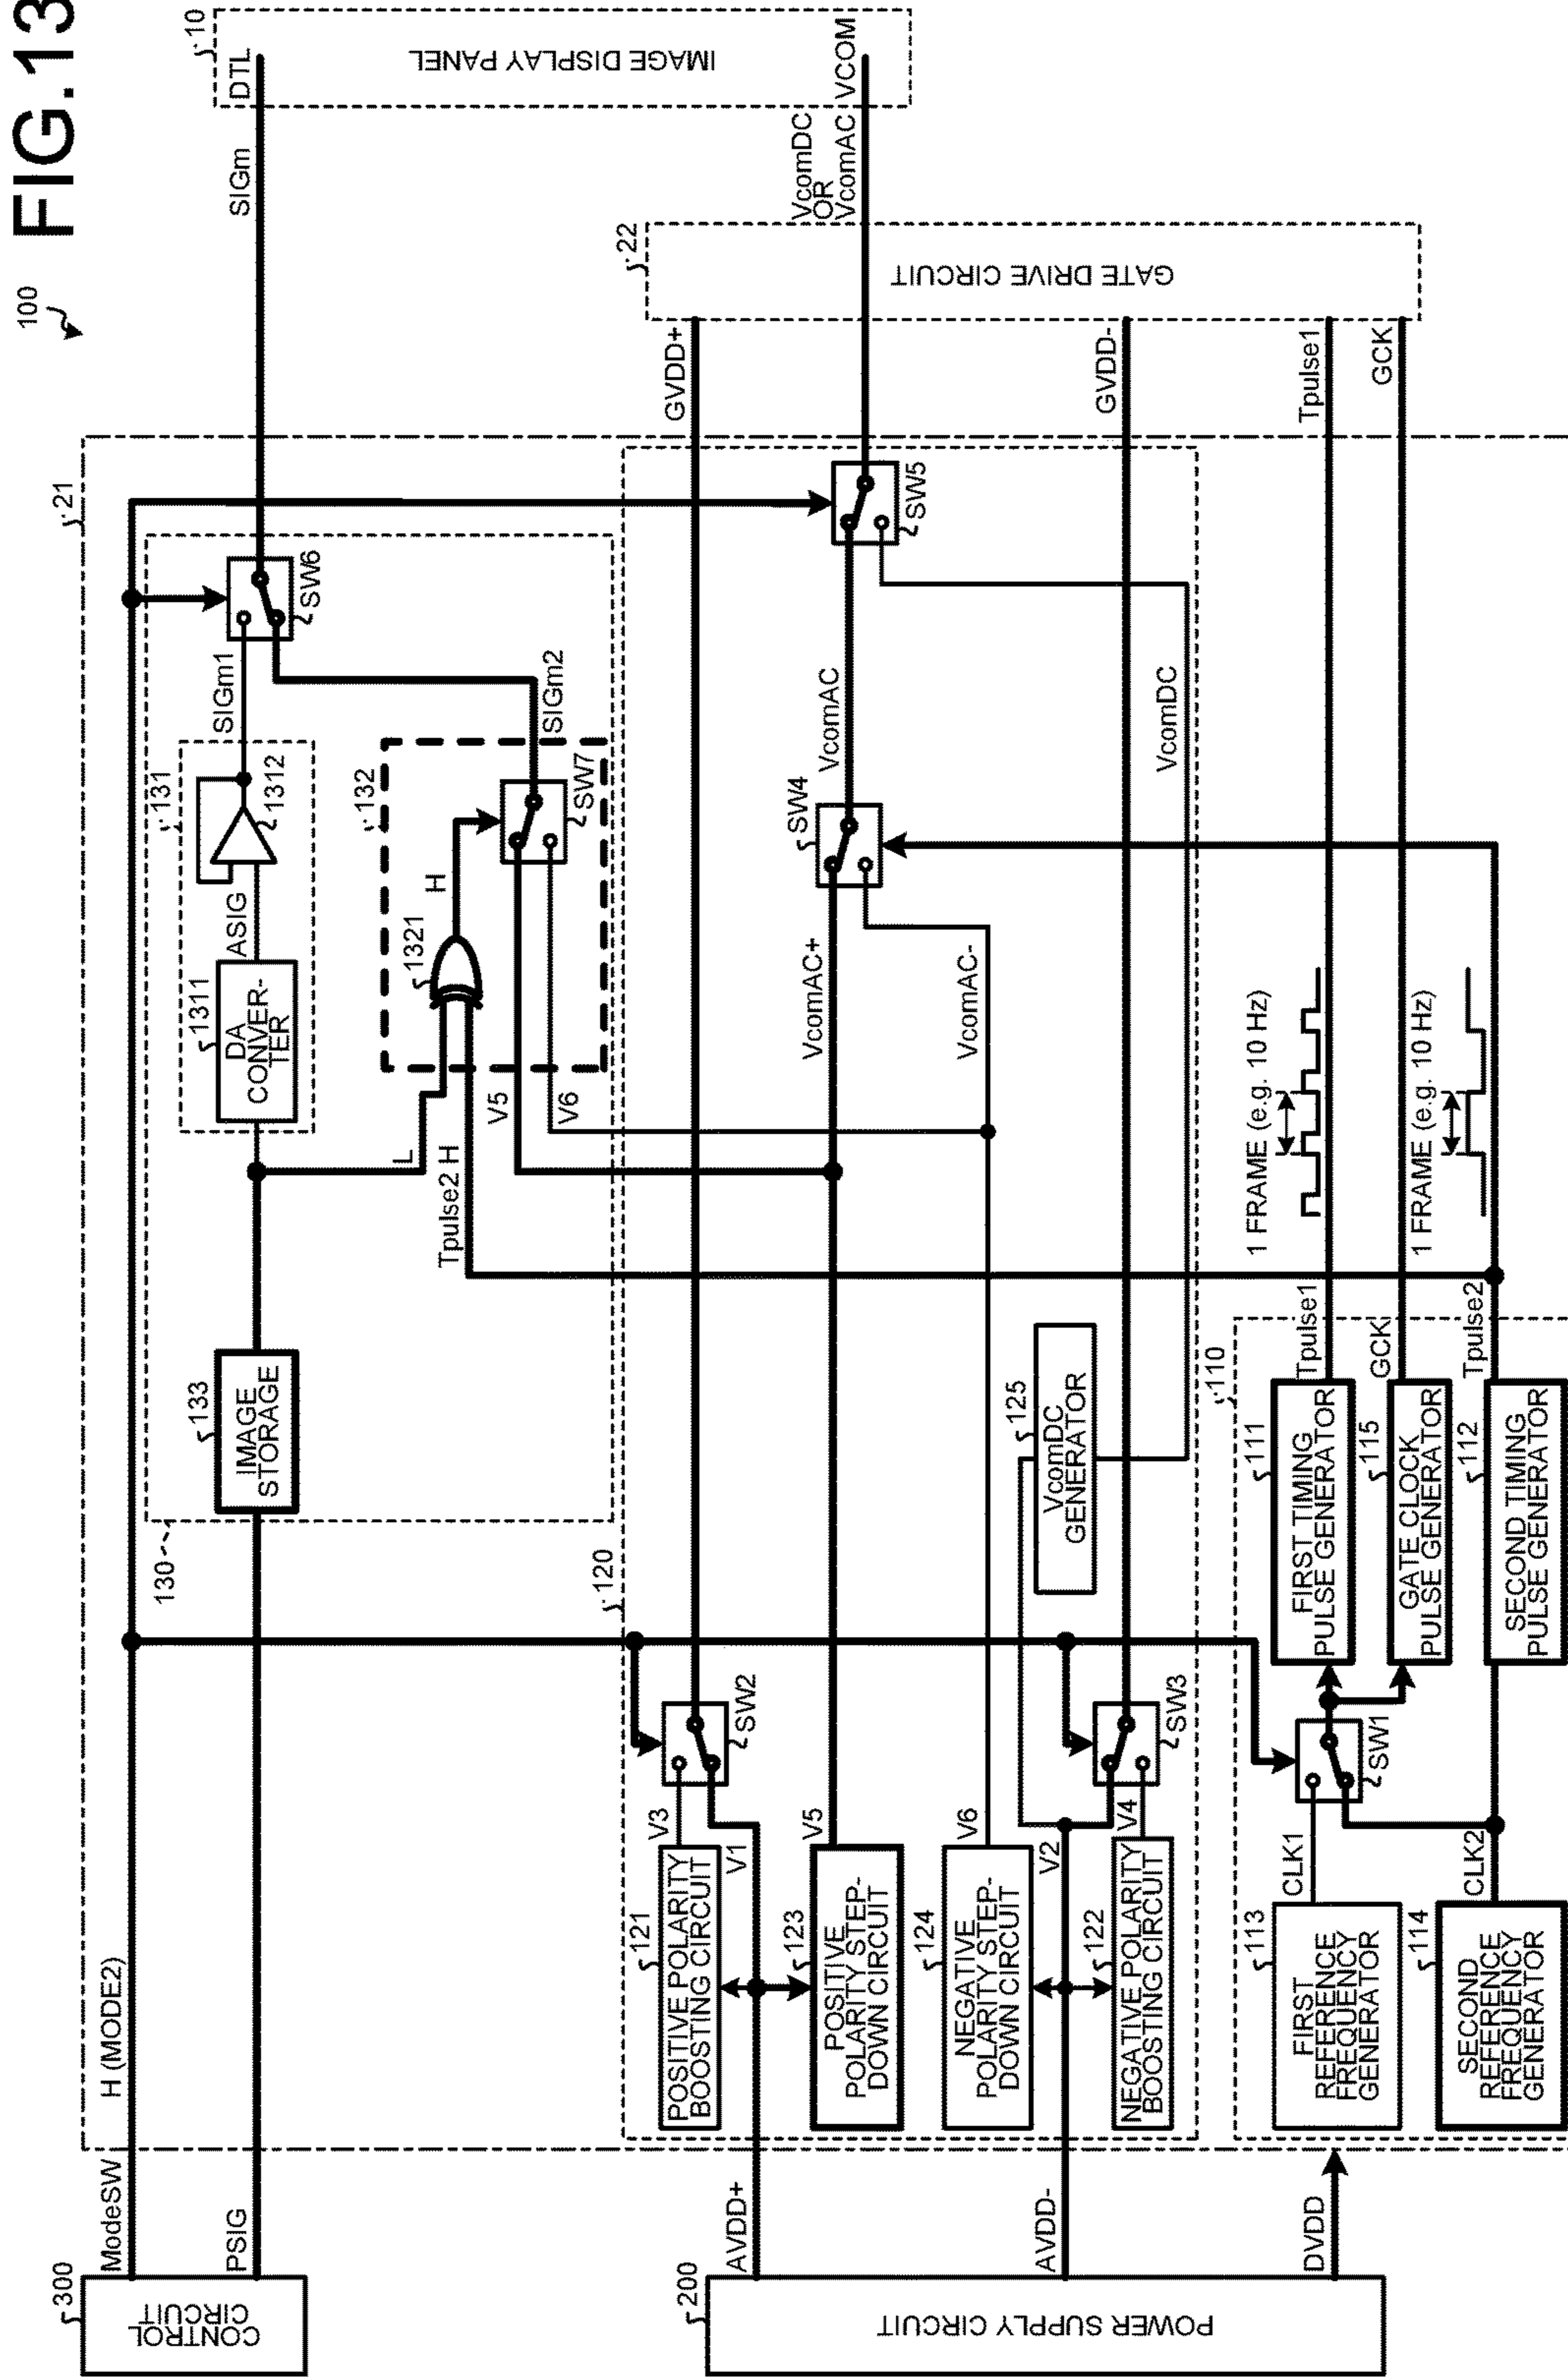 FIG.13
100
300
CONTROL
CIRCUIT
ModeSW
H (MODE2)
PSIG
21
130
133
IMAGE
STORAGE
L
Tpulse2 H
131
1311
DA
CONVER-
TER
ASIG
1312
SIGm1
132
1321
H
SW7
V5
V6
SIGm2
SW6
SIGm
10
DTL
IMAGE DISPLAY PANEL
VCOM
VcomDC
OR
VcomAC
200
POWER SUPPLY CIRCUIT
AVDD+
AVDD-
DVDD
120
121
POSITIVE POLARITY
BOOSTING CIRCUIT
V3
V1
SW2
123
POSITIVE
POLARITY STEP-
DOWN CIRCUIT
V5
124
NEGATIVE
POLARITY STEP-
DOWN CIRCUIT
V6
V2
122
NEGATIVE POLARITY
BOOSTING CIRCUIT
V4
SW3
125
VcomDC
GENERATOR
VcomAC+
VcomAC-
SW4
VcomAC
VcomDC
SW5
GVDD+
GVDD-
Tpulse1
GCK
22
GATE DRIVE CIRCUIT
110
113
FIRST
REFERENCE
FREQUENCY
GENERATOR
CLK1
114
SECOND
REFERENCE
FREQUENCY
GENERATOR
CLK2
SW1
111
FIRST TIMING
PULSE GENERATOR
Tpulse1
115
GATE CLOCK
PULSE GENERATOR
GCK
112
SECOND TIMING
PULSE GENERATOR
Tpulse2
1 FRAME (e.g. 10 Hz)
1 FRAME (e.g. 10 Hz)